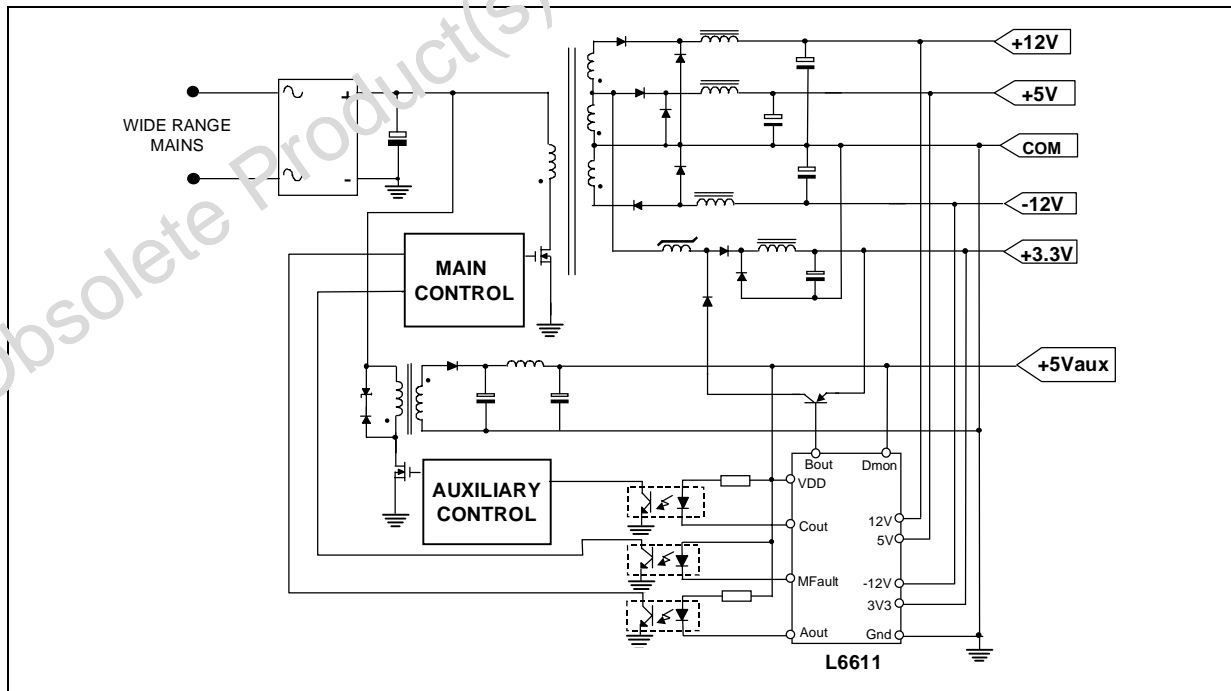 Obsolete Product(s)
+12V
+5V
WIDE RANGE
MAINS
+
-
COM
-12V
+3.3V
MAIN
CONTROL
+5Vaux
AUXILIARY
CONTROL
Bout
Dmon
VDD
Cout
12V
5V
MFault
-12V
3V3
Aout
Gnd
L6611